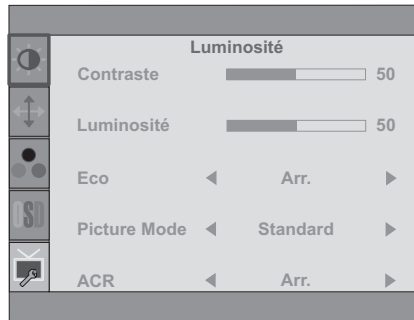 Luminosité
Contraste 50
Luminosité 50
Eco Arr.
Picture Mode Standard
OSD
ACR Arr.